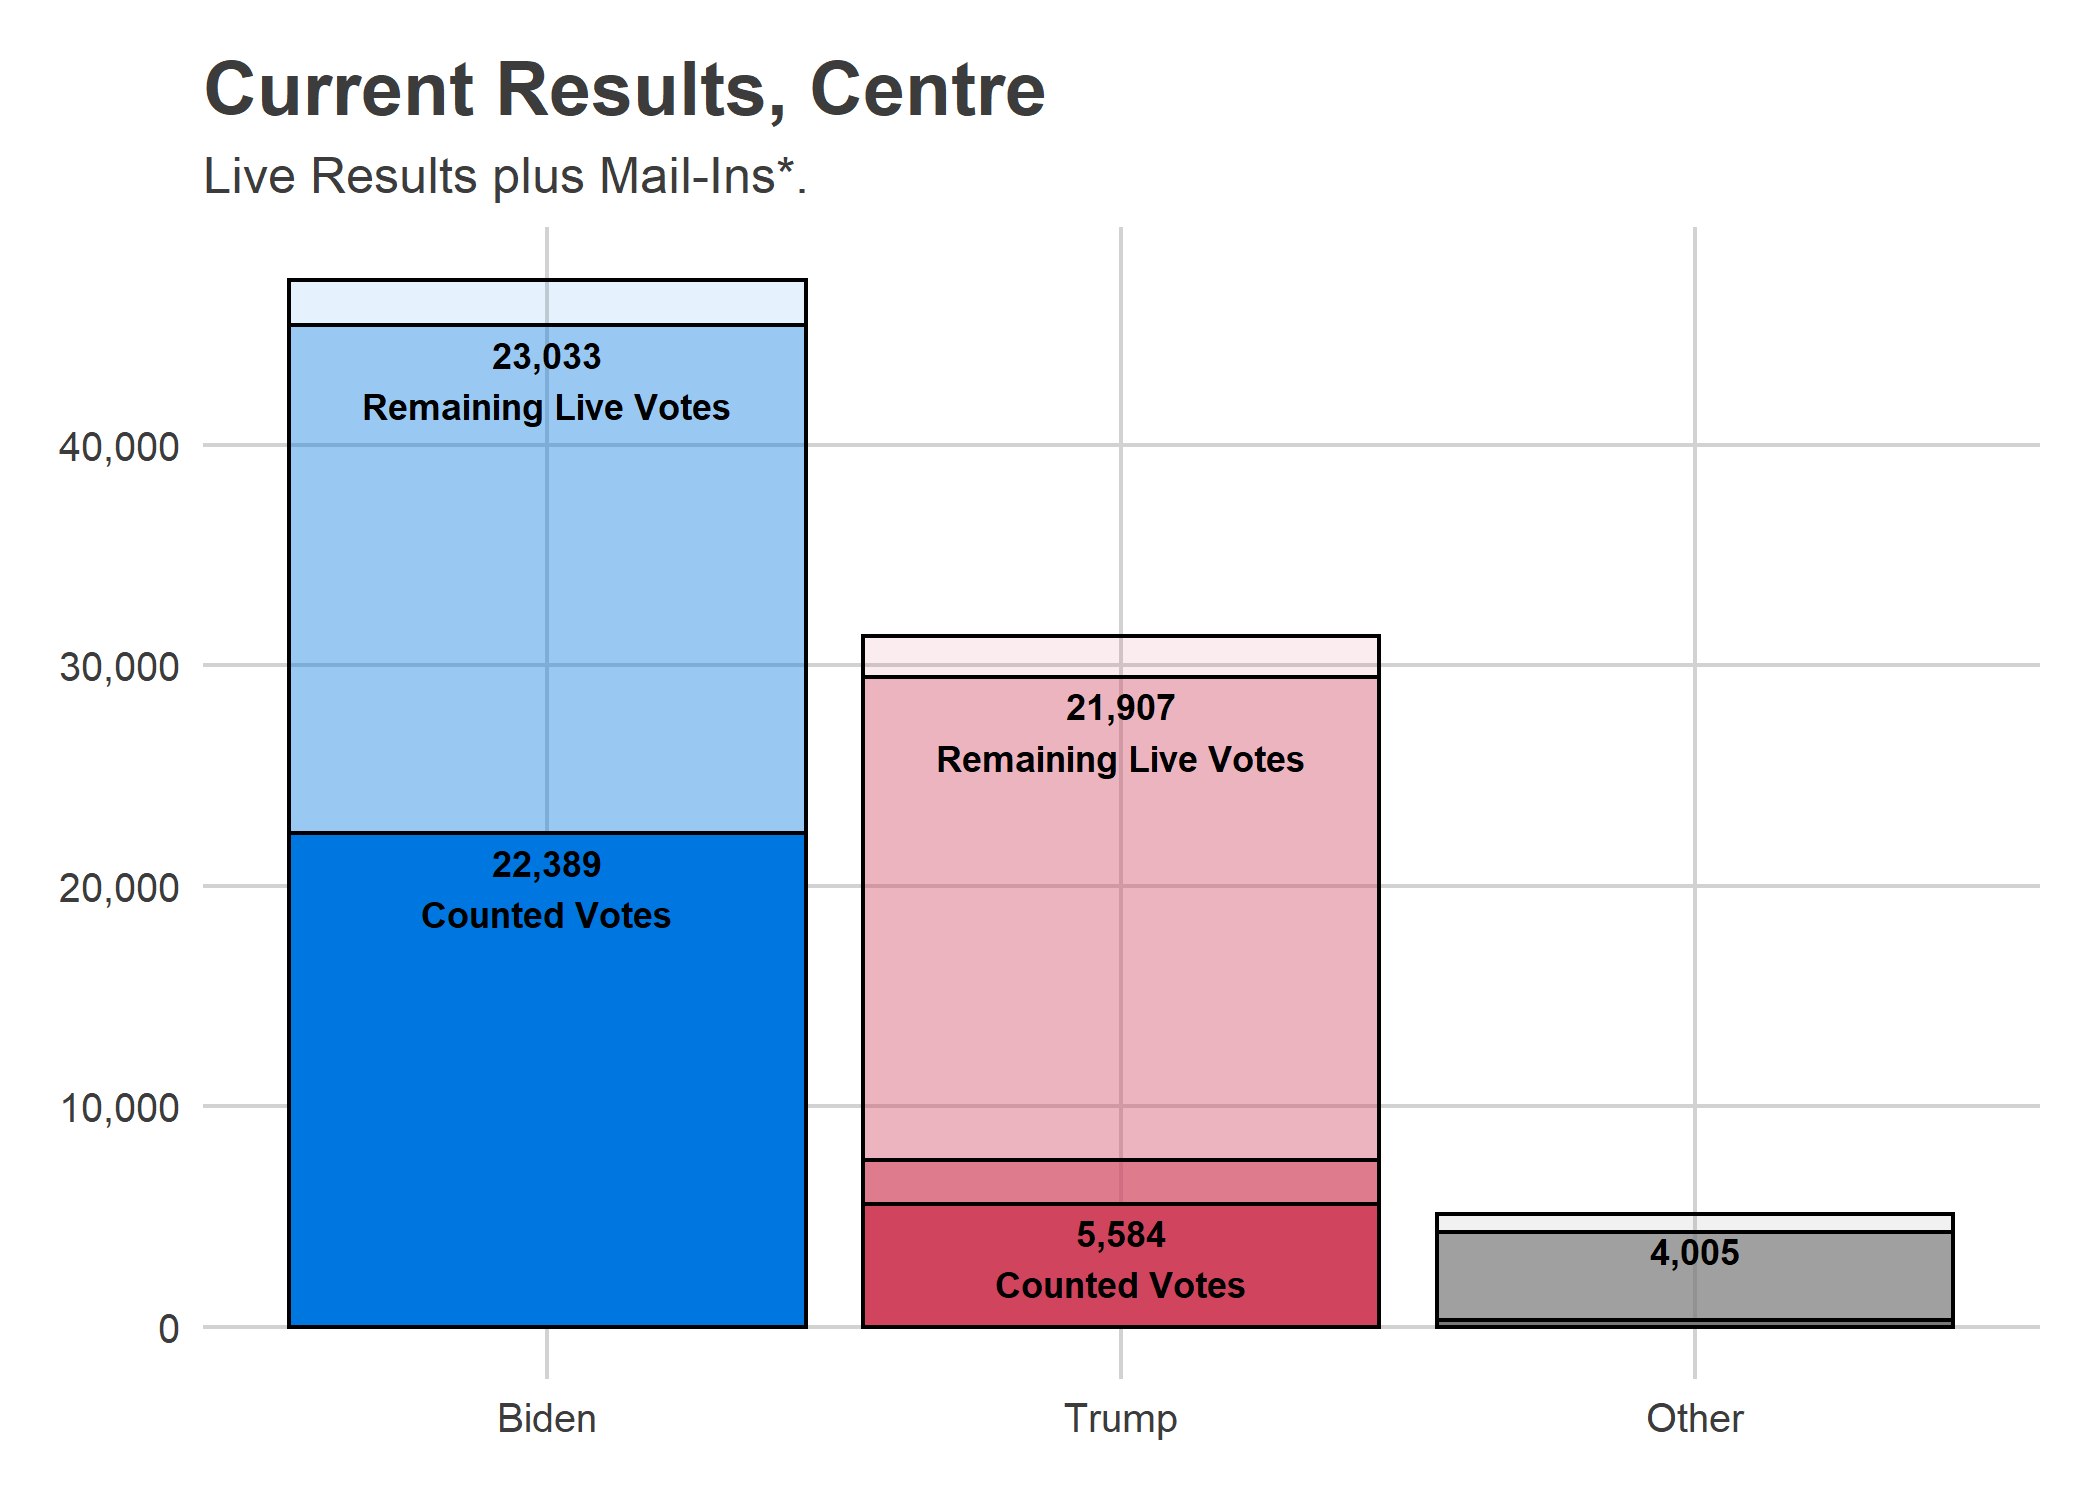 Current Results, Centre
Live Results plus Mail-Ins*.
23,033
Remaining Live Votes
40,000
21,907
Remaining Live Votes
30,000
22,389
Counted Votes
20,000
10,000
5,584
Counted Votes
4,005
0
Biden
Trump
Other